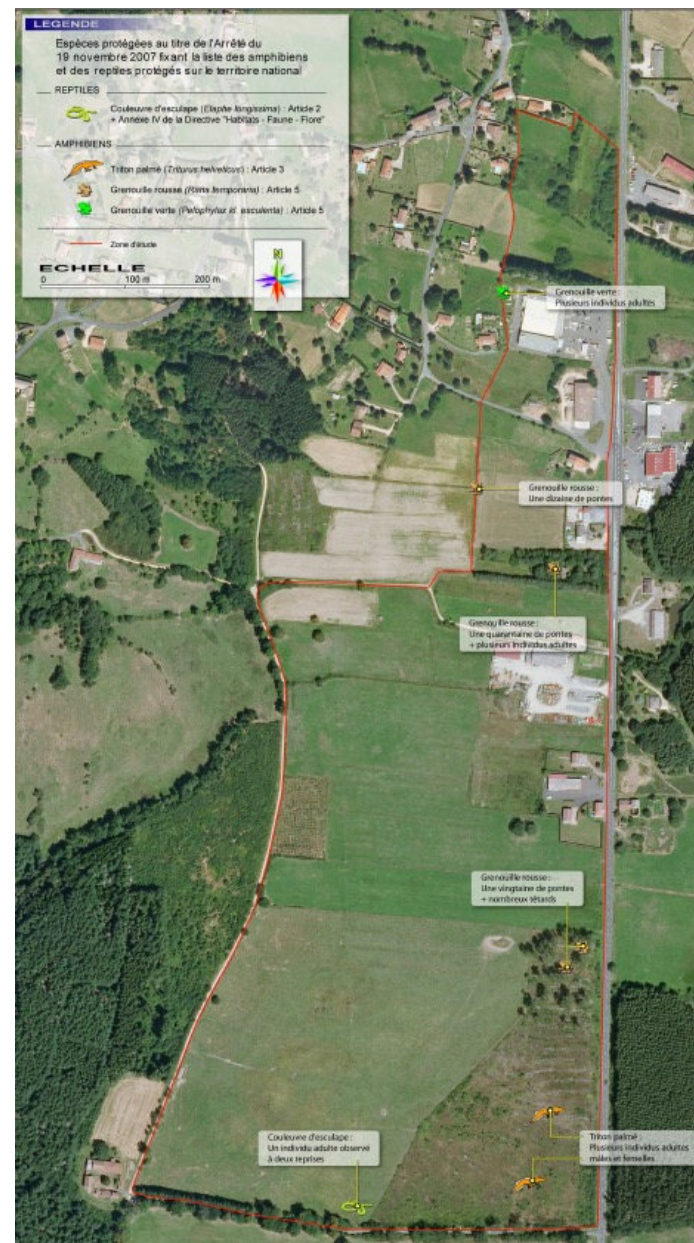 LEGENDE
Espèces protégées au titre de l'Arrêté du
19 novembre 2007 fixant la liste des amphibiens
et des reptiles protégés sur le territoire national
REPTILES
Couleuvre d'esculape (Elaphe longissima) : Article 2
+ Annexe IV de la Directive "Habitats - Faune - Flore"
AMPHIBIENS
Triton palmé (Triturus helveticus) : Article 3
Grenouille rousse (Rana temporaria) : Article 5
Grenouille verte (Pelophylax kl. esculenta) : Article 5
Zone d'étude
ECHELLE
0 100 m 200 m
N
Grenouille verte :
Plusieurs individus adultes
Grenouille rousse :
Une dizaine de pontes
Grenouille rousse :
Une quarantaine de pontes
+ plusieurs individus adultes
Grenouille rousse :
Une vingtaine de pontes
+ nombreux têtards
Couleuvre d'esculape :
Un individu adulte observé
à deux reprises
Triton palmé :
Plusieurs individus adultes
mâles et femelles